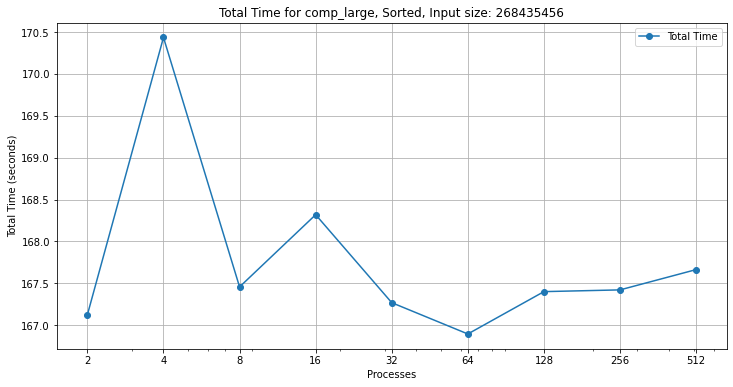 Total Time for comp_large, Sorted, Input size: 268435456
Total Time
170.5
170.0
169.5
169.0
168.5
168.0
167.5
167.0
Total Time (seconds)
2 4 8 16 32 64 128 256 512
Processes